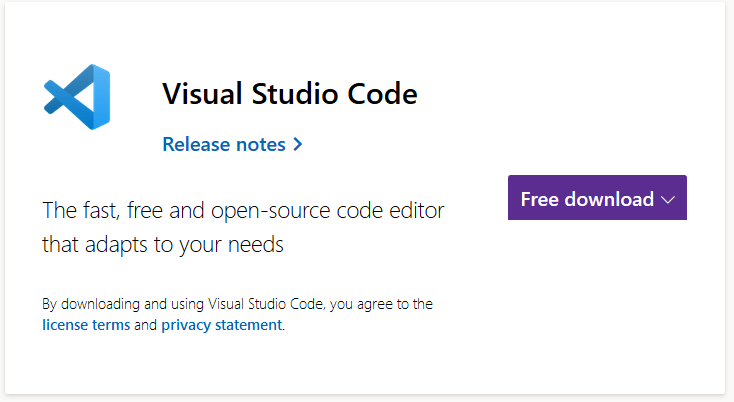 Visual Studio Code
Release notes
The fast, free and open-source code editor
that adapts to your needs
Free download
By downloading and using Visual Studio Code, you agree to the
license terms and privacy statement.